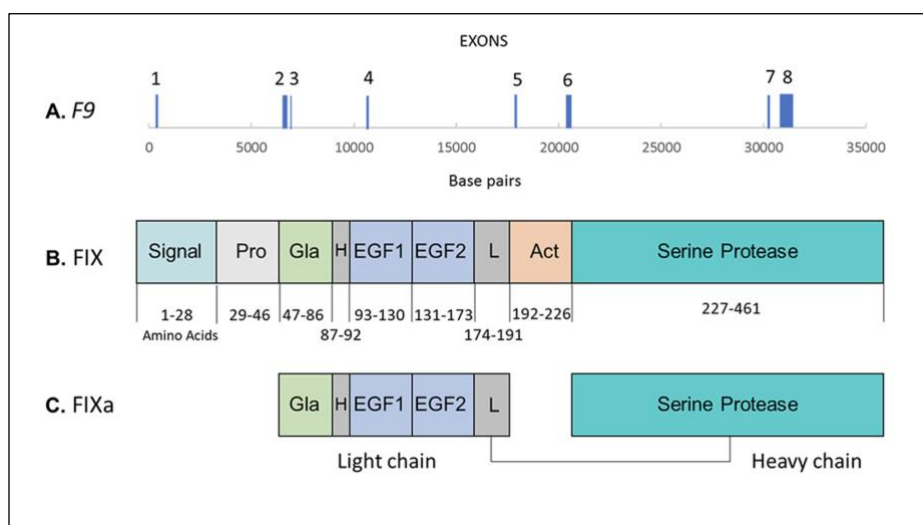 EXONS
1 2 3 4 5 6 7 8
A. F9
0 5000 10000 15000 20000 25000 30000 35000
Base pairs
B. FIX
Signal Pro Gla H EGF1 EGF2 L Act Serine Protease
1-28 29-46 47-86 93-130 131-173 192-226 227-461
Amino Acids 87-92 174-191
C. FIXa
Gla H EGF1 EGF2 L Serine Protease
Light chain Heavy chain